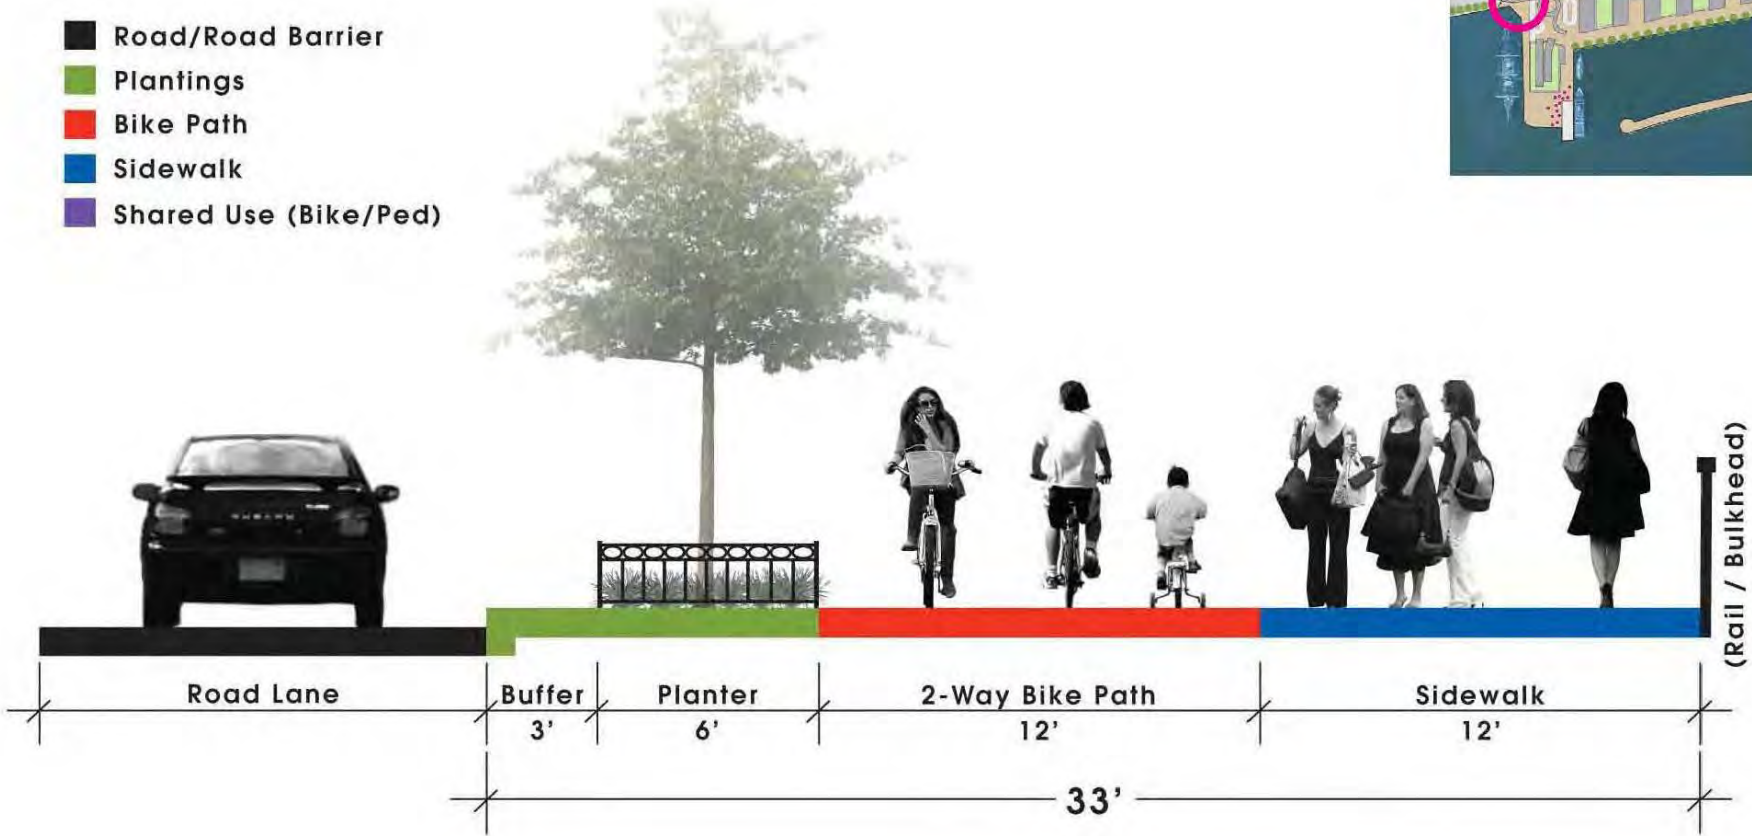 Road/Road Barrier
Plantings
Bike Path
Sidewalk
Shared Use (Bike/Ped)
(Rail / Bulkhead)
Road Lane
Buffer
Planter
2-Way Bike Path
Sidewalk
3'
6'
12'
12'
33'